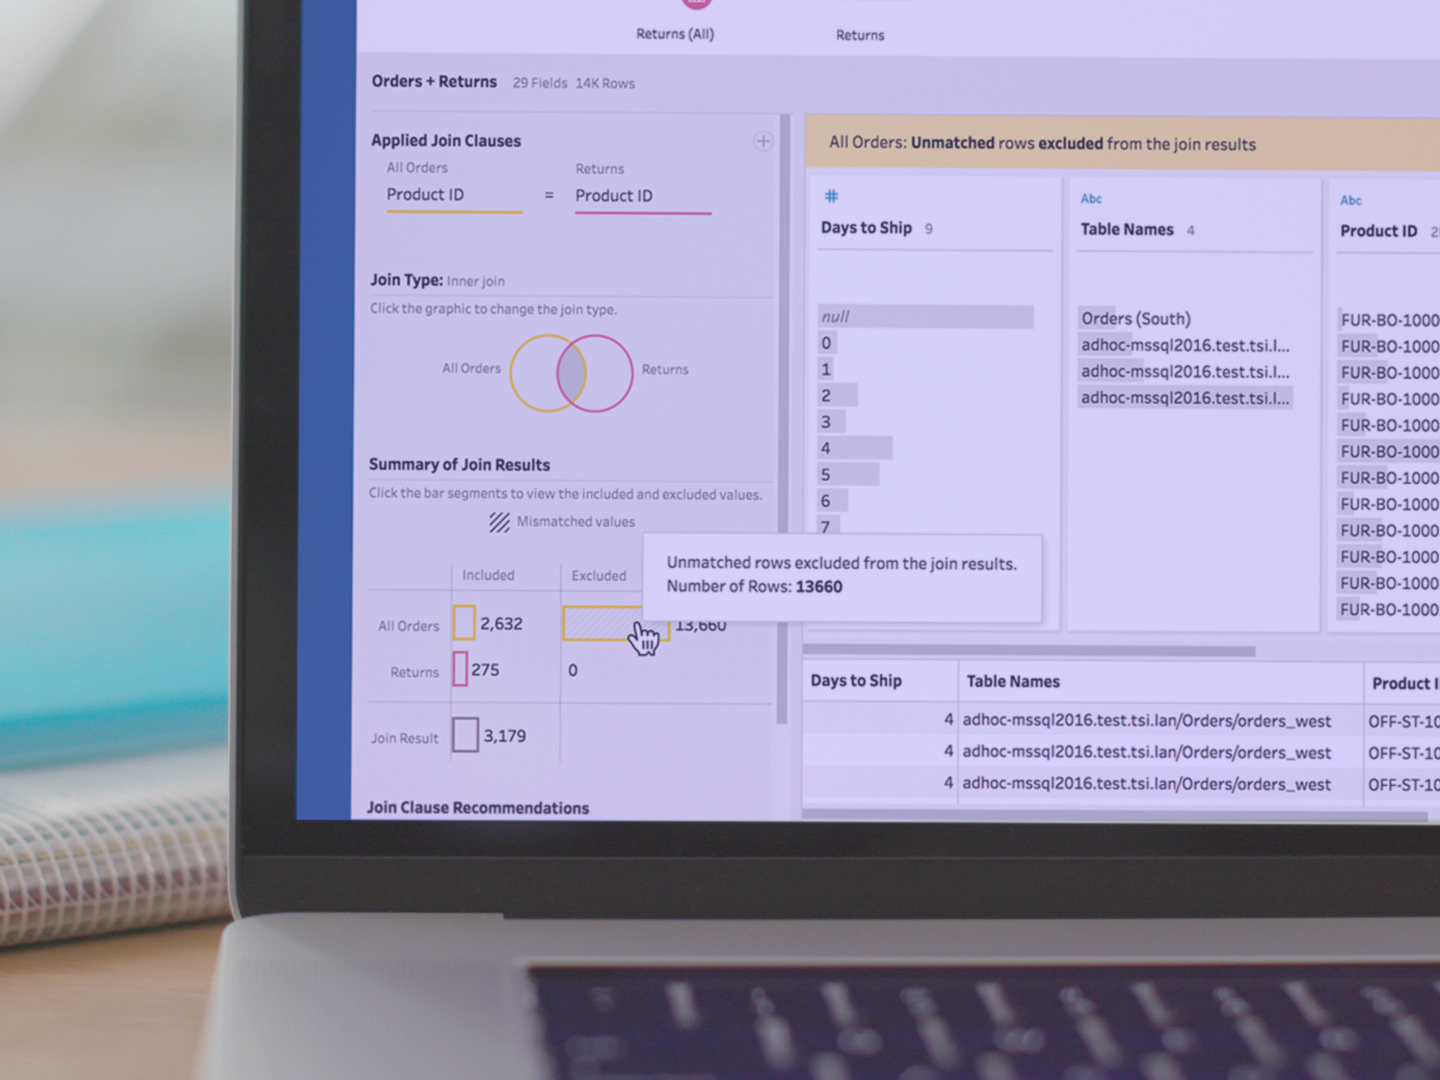 Returns (All)
Returns
Orders + Returns 29 Fields 14K Rows
Applied Join Clauses
All Orders Returns
Product ID = Product ID
Join Type: Inner join
Click the graphic to change the join type.
All Orders Returns
Summary of Join Results
Click the bar segments to view the included and excluded values.
Mismatched values
Included Excluded
All Orders 2,632 13,660
Returns 275 0
Join Result 3,179
Join Clause Recommendations
Unmatched rows excluded from the join results.
Number of Rows: 13660
All Orders: Unmatched rows excluded from the join results
#
Days to Ship 9
null
0
1
2
3
4
5
6
7
Abc
Table Names 4
Orders (South)
adhoc-mssql2016.test.tsi.l...
adhoc-mssql2016.test.tsi.l...
adhoc-mssql2016.test.tsi.l...
Abc
Product ID
FUR-BO-1000
FUR-BO-1000
FUR-BO-1000
FUR-BO-1000
FUR-BO-1000
FUR-BO-1000
FUR-BO-1000
FUR-BO-1000
FUR-BO-1000
FUR-BO-1000
FUR-BO-1000
FUR-BO-1000
Days to Ship Table Names Product I
4 adhoc-mssql2016.test.tsi.lan/Orders/orders_west OFF-ST-10
4 adhoc-mssql2016.test.tsi.lan/Orders/orders_west OFF-ST-10
4 adhoc-mssql2016.test.tsi.lan/Orders/orders_west OFF-ST-10